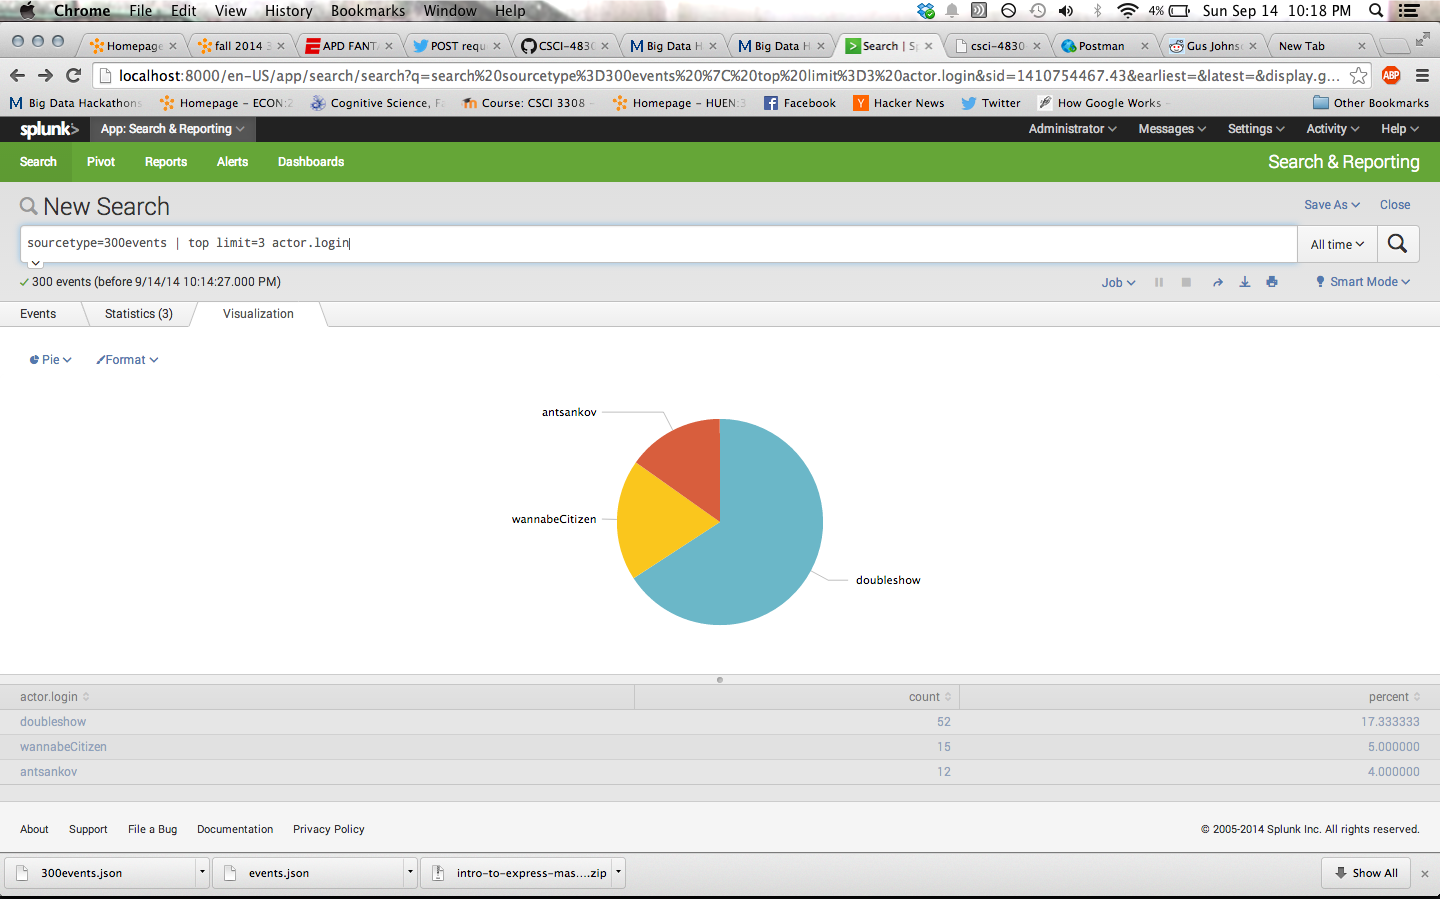 Chrome File Edit View History Bookmarks Window Help 4% Sun Sep 14 10:18 PM
Homepage fall 2014 3 APD FANTA POST requ CSCI-4830 Big Data H Big Data H Search | Sp csci-4830 Postman Gus Johns New Tab
localhost:8000/en-US/app/search/search?q=search%20sourcetype%3D300events%20%7C%20top%20limit%3D3%20actor.login&sid=1410754467.43&earliest=&latest=&display.g... ABP
Big Data Hackathons Homepage - ECON:2 Cognitive Science, F Course: CSCI 3308 - Homepage - HUEN:3 Facebook Hacker News Twitter How Google Works - Other Bookmarks
splunk> App: Search & Reporting Administrator Messages Settings Activity Help
Search Pivot Reports Alerts Dashboards Search & Reporting
New Search Save As Close
sourcetype=300events | top limit=3 actor.login All time
300 events (before 9/14/14 10:14:27.000 PM) Job Smart Mode
Events Statistics (3) Visualization
Pie Format
antsankov
wannabeCitizen
doubleshow
actor.login count percent
doubleshow 52 17.333333
wannabeCitizen 15 5.000000
antsankov 12 4.000000
About Support File a Bug Documentation Privacy Policy © 2005-2014 Splunk Inc. All rights reserved.
300events.json events.json intro-to-express-mas....zip Show All